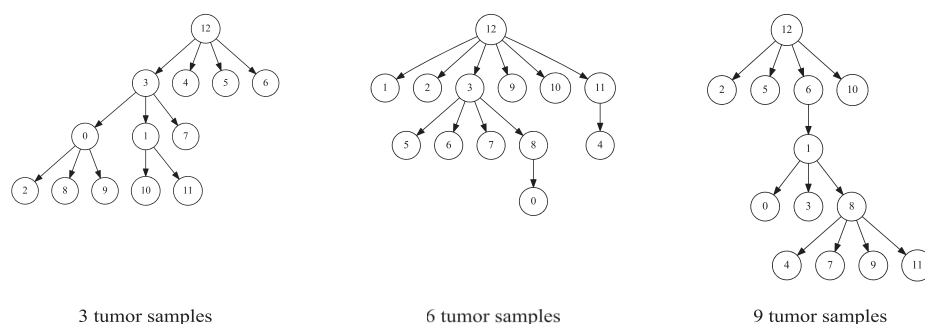 12 12 12
3 4 5 6 1 2 3 9 10 11 2 5 6 10
0 1 7 5 6 7 8 4 1
2 8 9 10 11 0 0 3 8
4 7 9 11
3 tumor samples 6 tumor samples 9 tumor samples